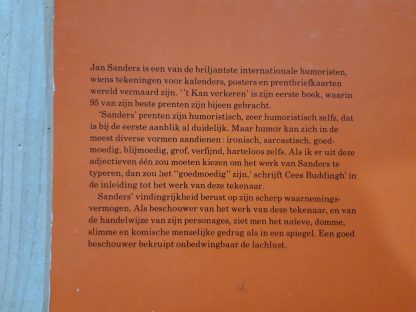 Jan Sanders is een van de briljantste internationale humoristen,
wiens tekeningen voor kalenders, posters en prentbriefkaarten
wereld vermaard zijn. ‘’t Kan verkeren’ is zijn eerste boek, waarin
95 van zijn beste prenten zijn bijeen gebracht.
‘Sanders’ prenten zijn humoristisch, zeer humoristisch zelfs, dat
is bij de eerste aanblik al duidelijk. Maar humor kan zich in de
meest diverse vormen aandienen: ironisch, sarcastisch, goed-
moedig, blijmoedig, grof, verfijnd, harteloos zelfs. Als ik er uit deze
adjectieven één zou moeten kiezen om het werk van Sanders te
typeren, dan zou het “goedmoedig” zijn,’ schrijft Cees Buddingh’ in
de inleiding tot het werk van deze tekenaar.
Sanders’ vindingrijkheid berust op zijn scherp waarnemings-
vermogen. Als beschouwer van het werk van deze tekenaar, en van
de handelwijze van zijn personages, ziet men het naïeve, domme,
slimme en komische menselijke gedrag als in een spiegel. Een goed
beschouwer bekruipt onbedwingbaar de lachlust.